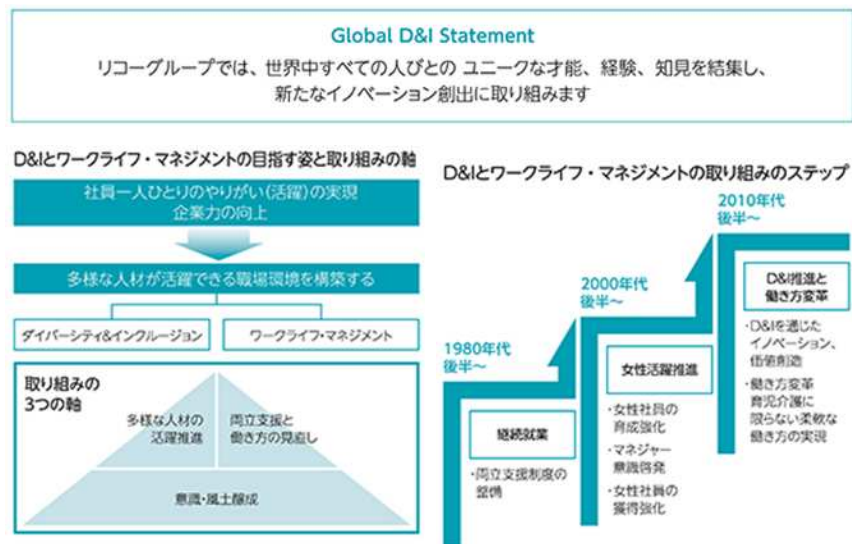 Global D&I Statement
リコーグループでは、世界中すべての人びとの ユニークな才能、経験、知見を結集し、
新たなイノベーション創出に取り組みます
D&Iとワークライフ・マネジメントの目指す姿と取り組みの軸
社員一人ひとりのやりがい(活躍)の実現
企業力の向上
多様な人材が活躍できる職場環境を構築する
ダイバーシティ&インクルージョン
ワークライフ・マネジメント
取り組みの
3つの軸
多様な人材の
活躍推進
両立支援と
働き方の見直し
意識・風土醸成
D&Iとワークライフ・マネジメントの取り組みのステップ
1980年代
後半~
継続就業
・両立支援制度の
整備
2000年代
後半~
女性活躍推進
・女性社員の
育成強化
・マネジャー
意識啓発
・女性社員の
獲得強化
2010年代
後半~
D&I推進と
働き方変革
・D&Iを通じた
イノベーション、
価値創造
・働き方変革
育児介護に
限らない柔軟な
働き方の実現